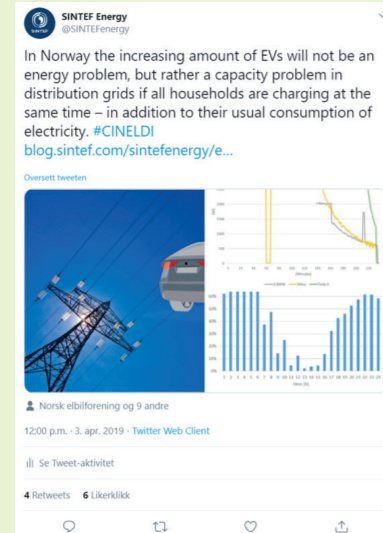 SINTEF Energy
@SINTEFenergy
In Norway the increasing amount of EVs will not be an
energy problem, but rather a capacity problem in
distribution grids if all households are charging at the
same time – in addition to their usual consumption of
electricity. #CINELDI
blog.sintef.com/sintefenergy/e...
Oversett tweeten
Norsk elbilforening og 9 andre
12:00 p.m. · 3. apr. 2019 · Twitter Web Client
Se Tweet-aktivitet
4 Retweets 6 Likerklikk